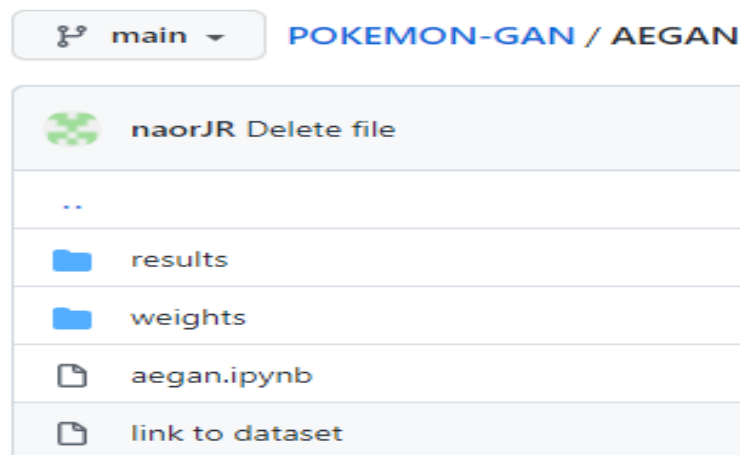 main POKEMON-GAN / AEGAN
naorJR Delete file
..
results
weights
aegan.ipynb
link to dataset